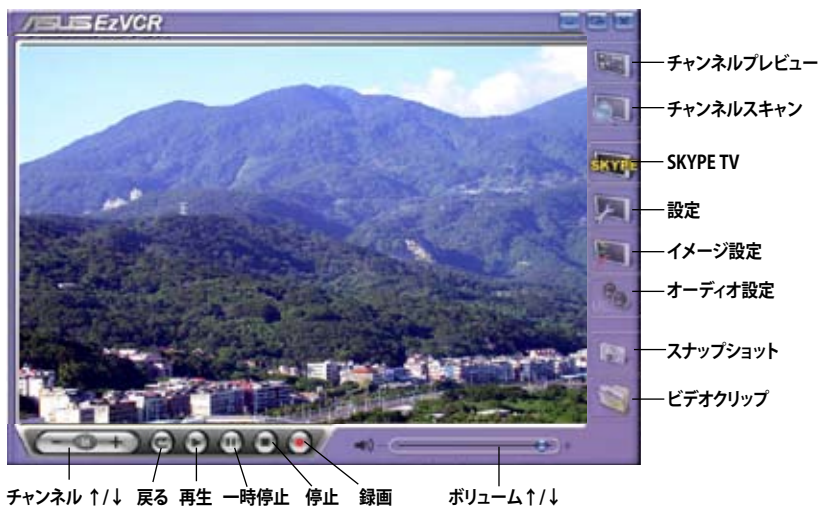 ASUS EzVCR
チャンネルプレビュー
チャンネルスキャン
SKYPE
SKYPE TV
設定
イメージ設定
オーディオ設定
スナップショット
ビデオクリップ
チャンネル ↑/↓ 戻る 再生 一時停止 停止 録画 ボリューム↑/↓